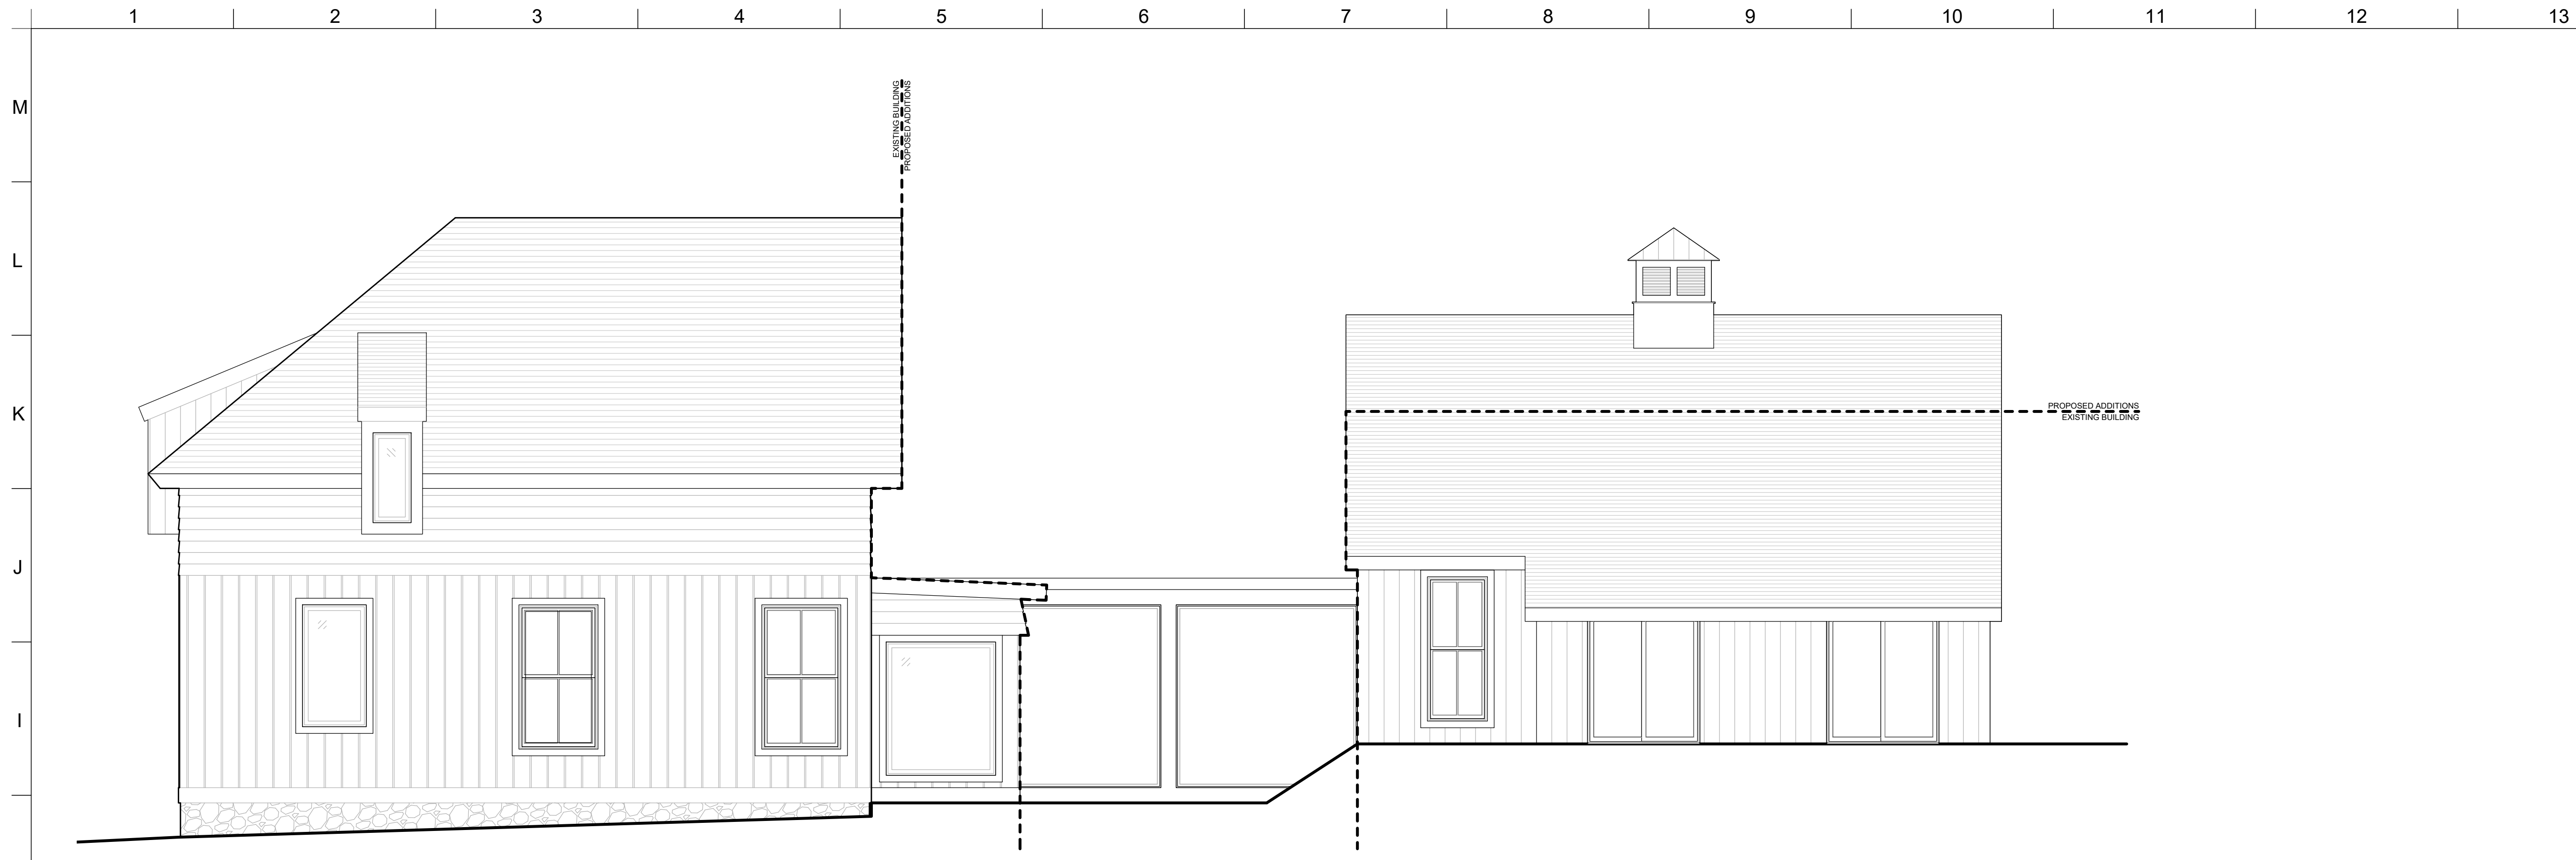 1 2 3 4 5 6 7 8 9 10 11 12 13
M
EXISTING BUILDING
PROPOSED ADDITIONS
L
K
PROPOSED ADDITIONS
EXISTING BUILDING
J
I